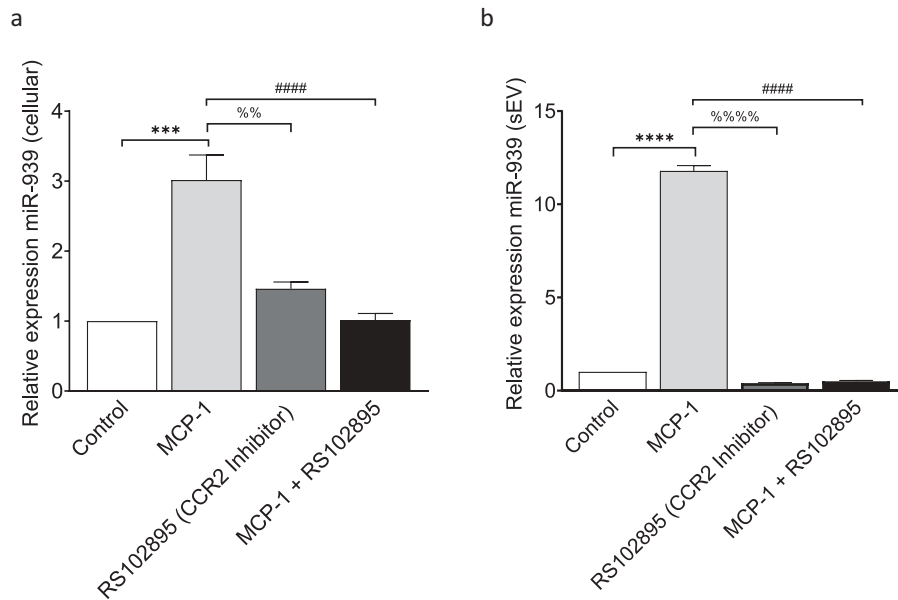 a
Relative expression miR-939 (cellular)
4
3
2
1
0
***
%%
####
Control
MCP-1
RS102895 (CCR2 Inhibitor)
MCP-1 + RS102895
b
Relative expression miR-939 (sEV)
15
10
5
0
****
%%%%
####
Control
MCP-1
RS102895 (CCR2 Inhibitor)
MCP-1 + RS102895